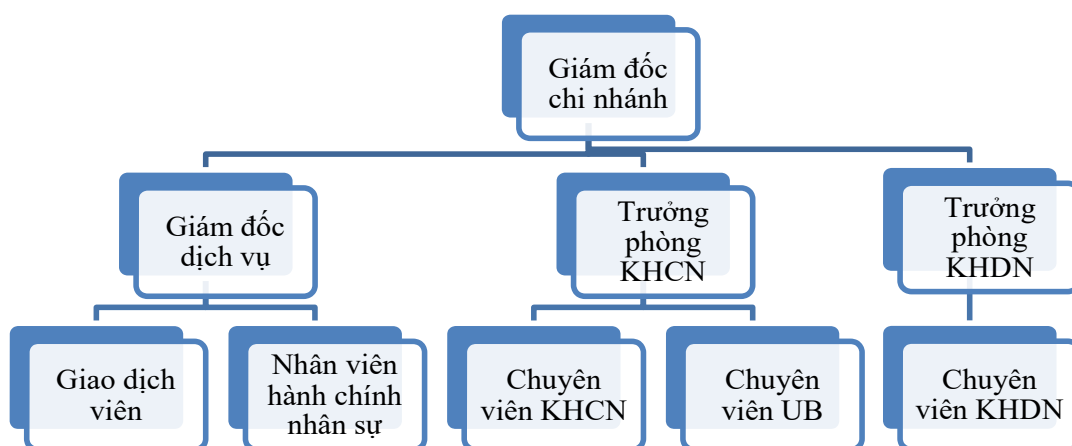 Giám đốc
chi nhánh
Giám đốc
dịch vụ
Trưởng
phòng
KHCN
Trưởng
phòng
KHDN
Giao dịch
viên
Nhân viên
hành chính
nhân sự
Chuyên
viên KHCN
Chuyên
viên UB
Chuyên
viên KHDN